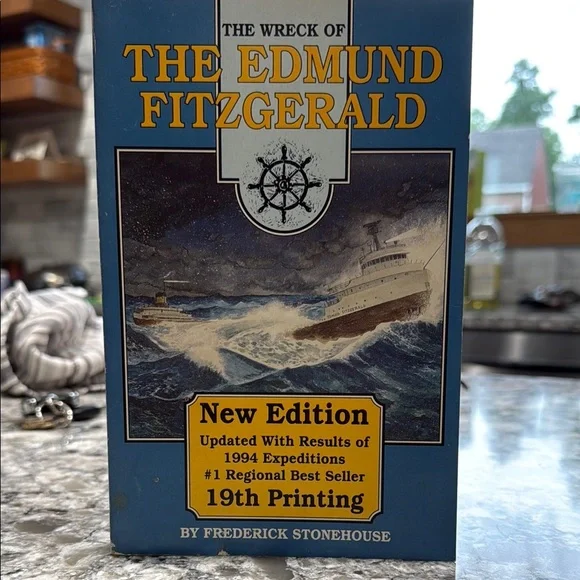 THE WRECK OF
THE EDMUND
FITZGERALD
New Edition
Updated With Results of
1994 Expeditions
#1 Regional Best Seller
19th Printing
BY FREDERICK STONEHOUSE